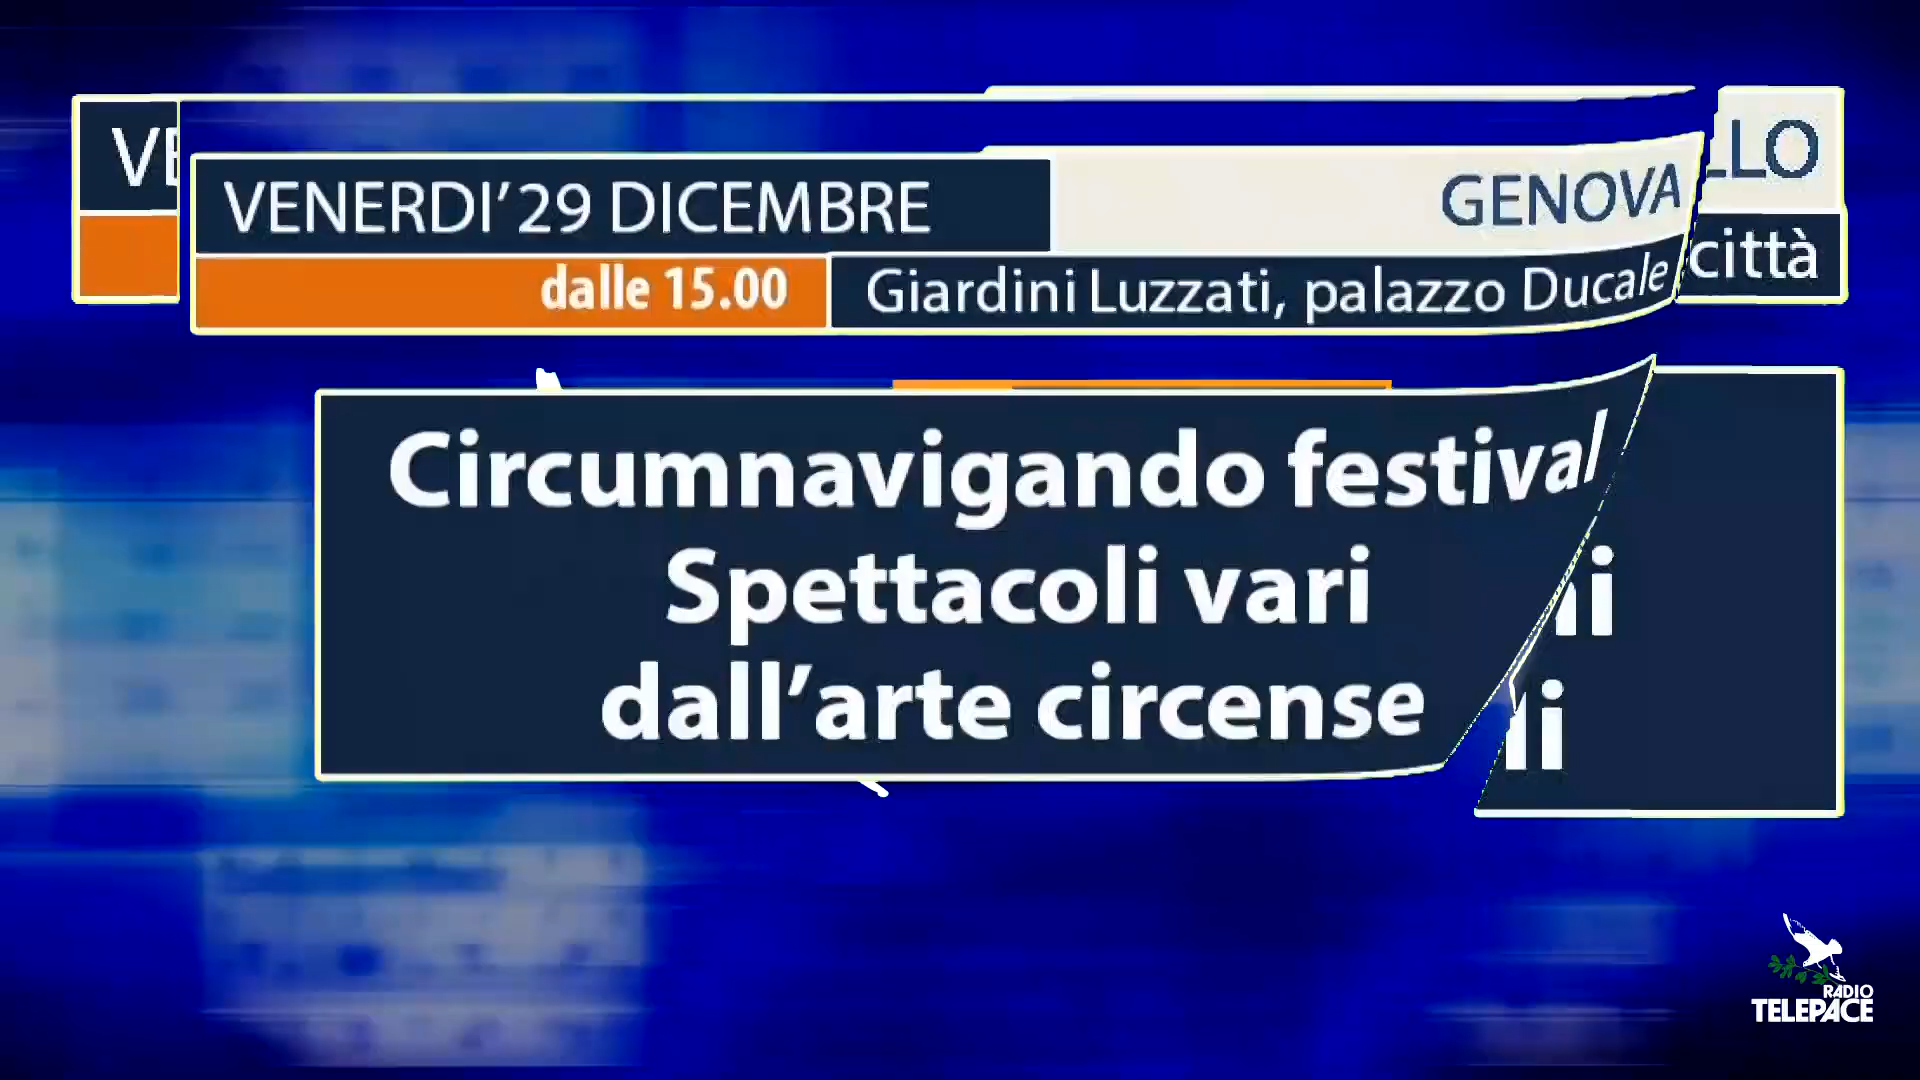 VENERDI’ 29 DICEMBRE
GENOVA
dalle 15.00
Giardini Luzzati, palazzo Ducale
città
Circumnavigando festival
Spettacoli vari
dall’arte circense
RADIO
TELEPACE